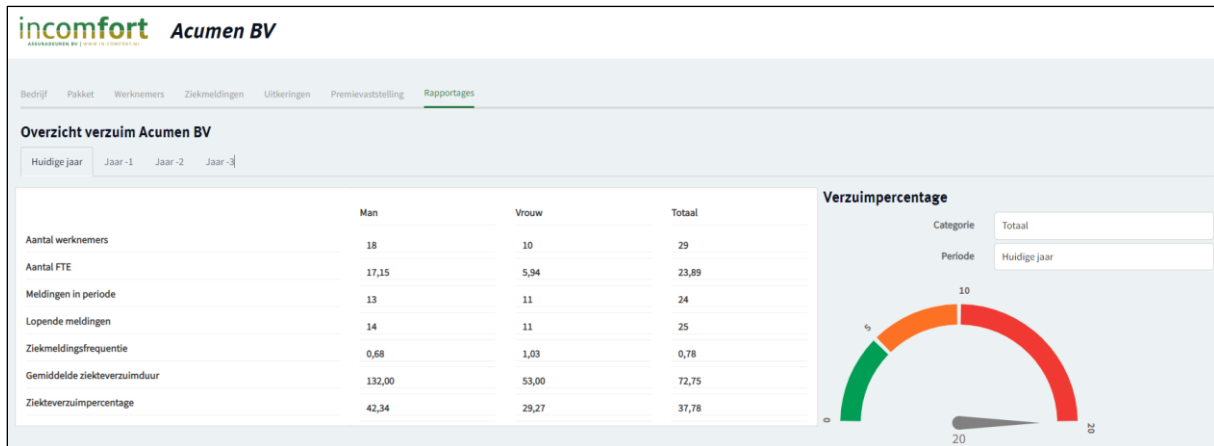 incomfort Acumen BV
ASSURADEUREN BV | WWW.IN-COMFORT.NL
Bedrijf Pakket Werknemers Ziekmeldingen Uitkeringen Premievaststelling Rapportages
Overzicht verzuim Acumen BV
Huidige jaar Jaar -1 Jaar -2 Jaar -3
Man Vrouw Totaal
Aantal werknemers 18 10 29
Aantal FTE 17,15 5,94 23,89
Meldingen in periode 13 11 24
Lopende meldingen 14 11 25
Ziekmeldingsfrequentie 0,68 1,03 0,78
Gemiddelde ziekteverzuimduur 132,00 53,00 72,75
Ziekteverzuimpercentage 42,34 29,27 37,78
Verzuimpercentage
Categorie Totaal
Periode Huidige jaar
0 5 10 20
20